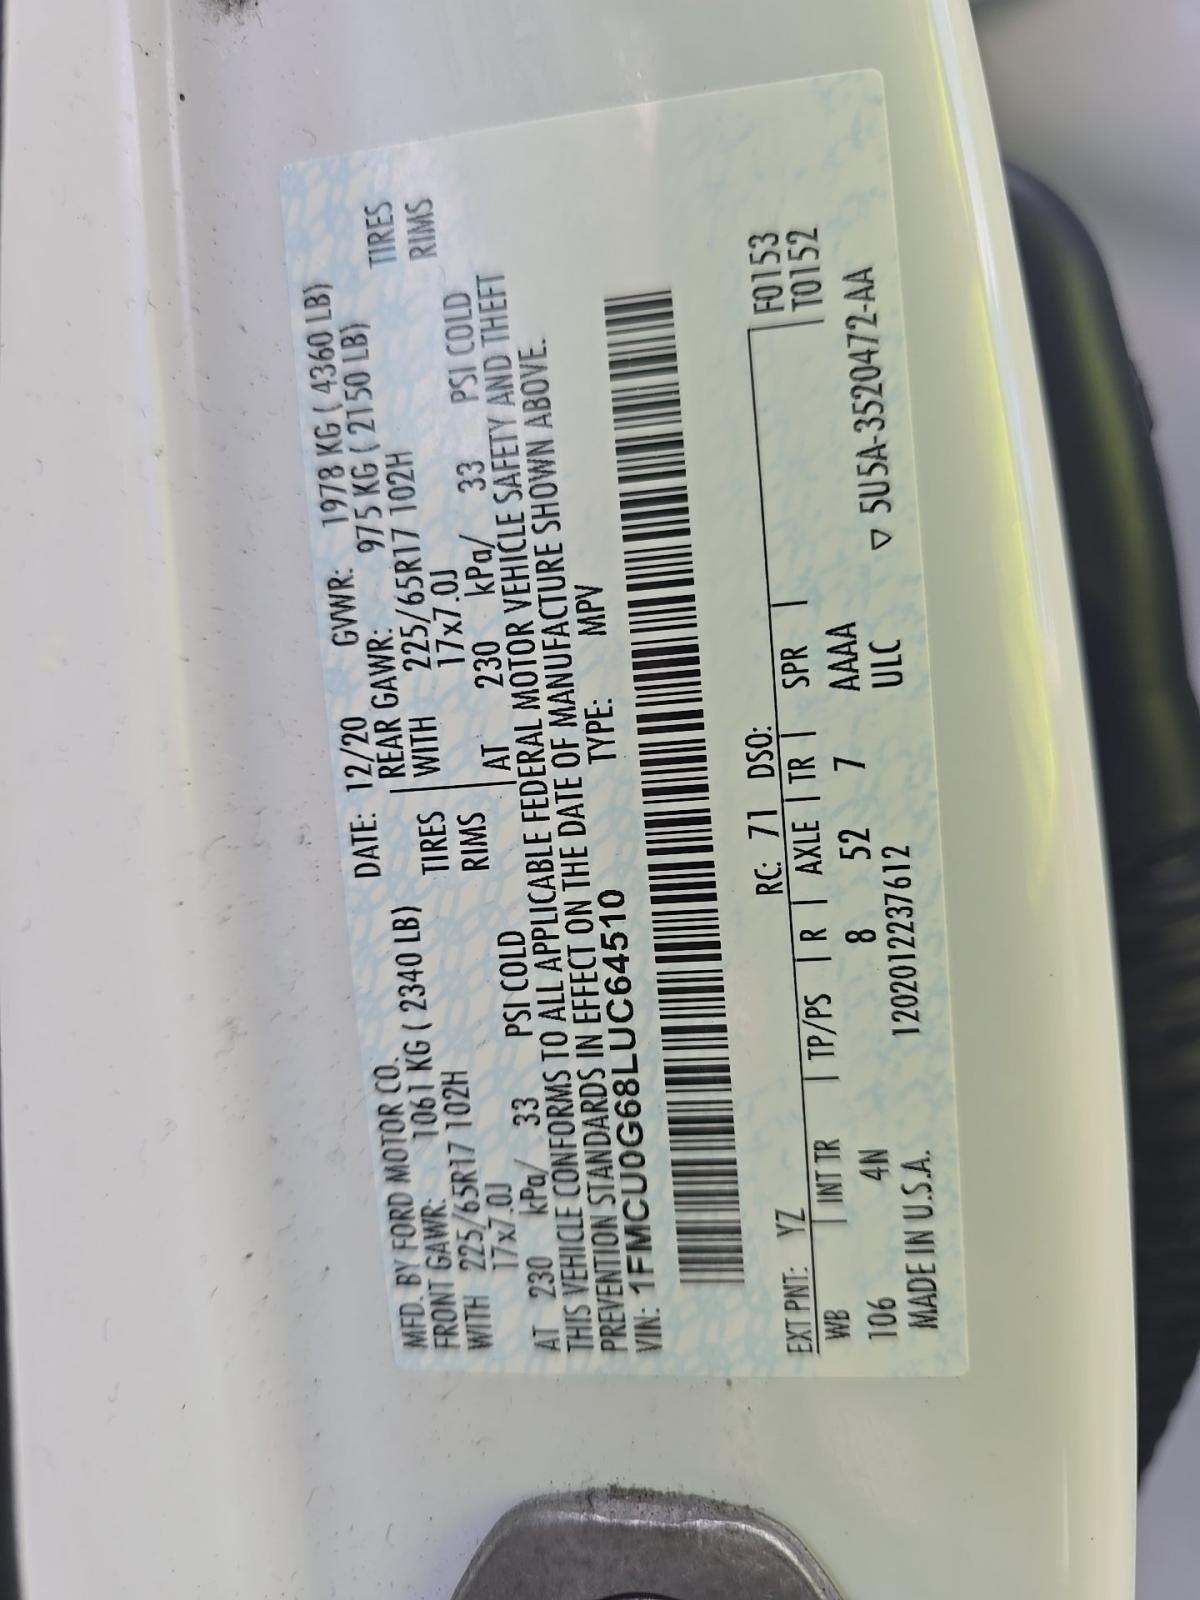 MFD. BY FORD MOTOR CO. DATE: 12/20 GVWR: 1978 KG ( 4360 LB)
FRONT GAWR: 1061 KG ( 2340 LB) REAR GAWR: 975 KG ( 2150 LB)
WITH 225/65R17 102H TIRES WITH 225/65R17 102H TIRES
17x7.0J RIMS 17x7.0J RIMS
AT 230 kPa/ 33 PSI COLD AT 230 kPa/ 33 PSI COLD
THIS VEHICLE CONFORMS TO ALL APPLICABLE FEDERAL MOTOR VEHICLE SAFETY AND THEFT
PREVENTION STANDARDS IN EFFECT ON THE DATE OF MANUFACTURE SHOWN ABOVE.
VIN: 1FMCU0G68LUC64510 TYPE: MPV
EXT PNT: YZ RC: 71 DSO: F0153
WB INT TR TP/PS R AXLE TR SPR T0152
106 4N 8 52 7 AAAA
MADE IN U.S.A. 12020122237612 ULC ▽ 5U5A-3520472-AA